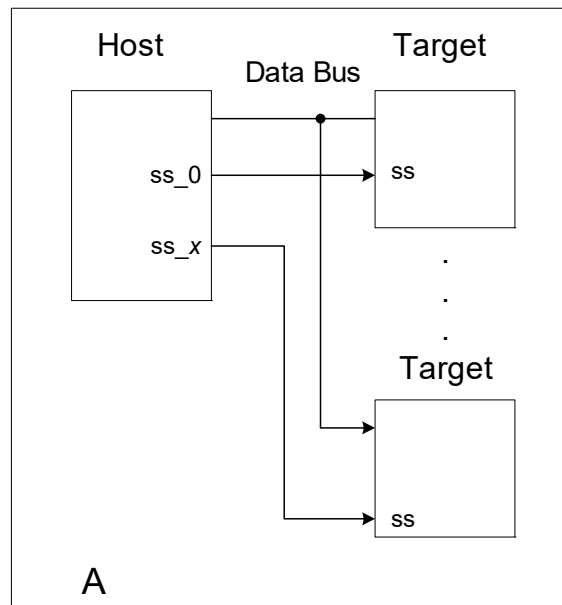 Host
Data Bus
Target
ss_0
ss
ss_x
.
.
.
Target
ss
A